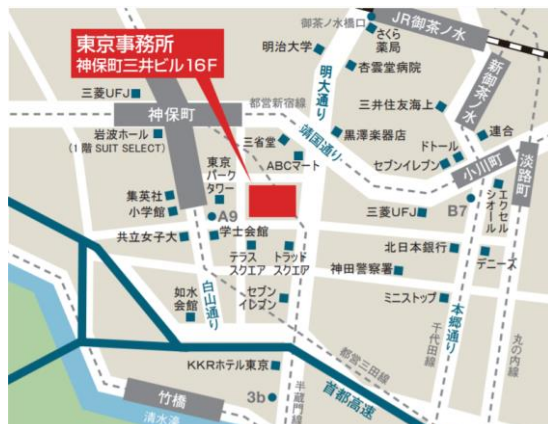 御茶ノ水橋口
さくら
薬局
JR御茶ノ水
東京事務所
神保町三井ビル16F
明治大学
杏雲堂病院
明大通り
新御茶ノ水
三菱UFJ
神保町
都営新宿線
三井住友海上
岩波ホール
(1階 SUIT SELECT)
三省堂
靖国通り
黒澤楽器店
ドトール
連合
東京
パーク
タワー
ABCマート
セブンイレブン
小川町
淡路町
集英社
小学館
A9
三菱UFJ
B7
エクセル
シオール
共立女子大
学士会館
北日本銀行
デニーズ
テラス
スクエア
トラッド
スクエア
神田警察署
如水
会館
白山通り
セブン
イレブン
ミニストップ
本郷通り
千代田線
丸の内線
都営三田線
KKRホテル東京
半蔵門線
首都高速
竹橋
3b
清水濠